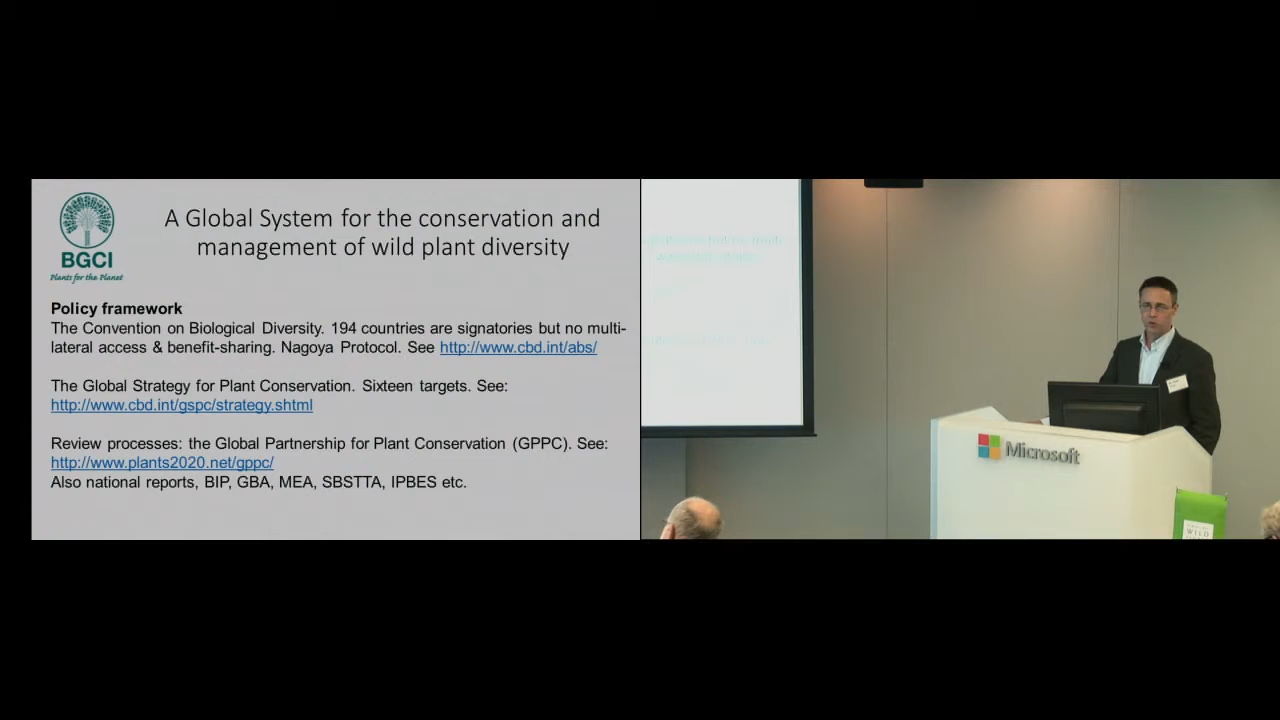 BGCI
Plants for the Planet
A Global System for the conservation and
management of wild plant diversity
Policy framework
The Convention on Biological Diversity. 194 countries are signatories but no multi-
lateral access & benefit-sharing. Nagoya Protocol. See http://www.cbd.int/abs/
The Global Strategy for Plant Conservation. Sixteen targets. See:
http://www.cbd.int/gspc/strategy.shtml
Review processes: the Global Partnership for Plant Conservation (GPPC). See:
http://www.plants2020.net/gppc/
Also national reports, BIP, GBA, MEA, SBSTTA, IPBES etc.
Microsoft
WILD